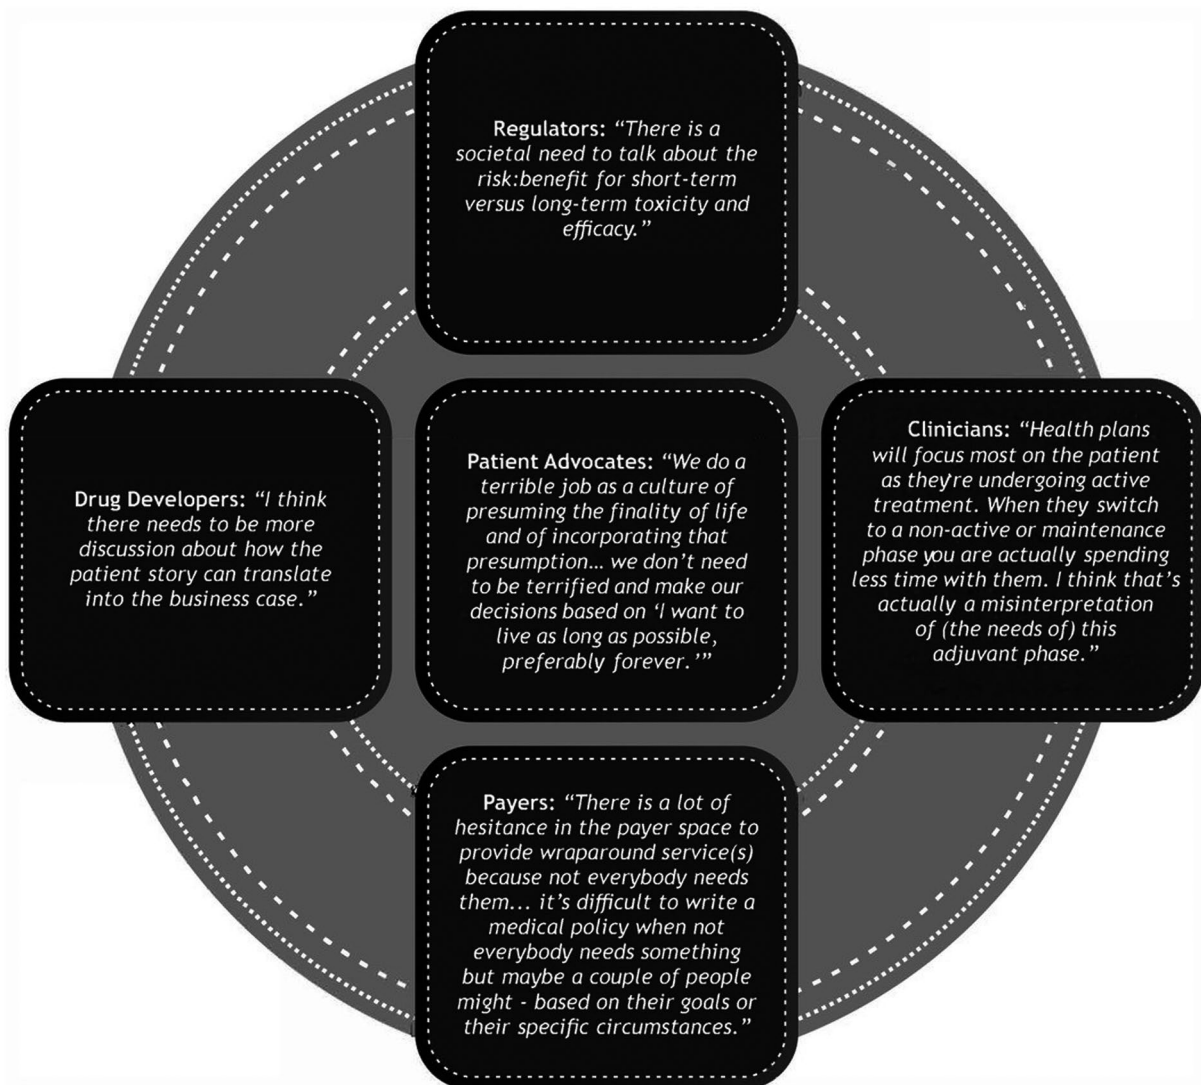 Regulators: “There is a
societal need to talk about the
risk:benefit for short-term
versus long-term toxicity and
efficacy.”
Drug Developers: “I think
there needs to be more
discussion about how the
patient story can translate
into the business case.”
Patient Advocates: “We do a
terrible job as a culture of
presuming the finality of life
and of incorporating that
presumption... we don’t need
to be terrified and make our
decisions based on ‘I want to
live as long as possible,
preferably forever.’”
Clinicians: “Health plans
will focus most on the patient
as they’re undergoing active
treatment. When they switch
to a non-active or maintenance
phase you are actually spending
less time with them. I think that’s
actually a misinterpretation
of (the needs of) this
adjuvant phase.”
Payers: “There is a lot of
hesitance in the payer space to
provide wraparound service(s)
because not everybody needs
them... it’s difficult to write a
medical policy when not
everybody needs something
but maybe a couple of people
might - based on their goals or
their specific circumstances.”